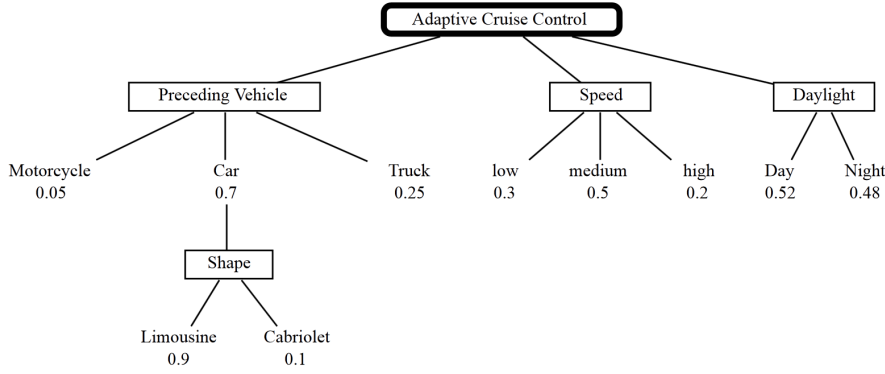 Adaptive Cruise Control
Preceding Vehicle
Speed
Daylight
Motorcycle
0.05
Car
0.7
Truck
0.25
low
0.3
medium
0.5
high
0.2
Day
0.52
Night
0.48
Shape
Limousine
0.9
Cabriolet
0.1